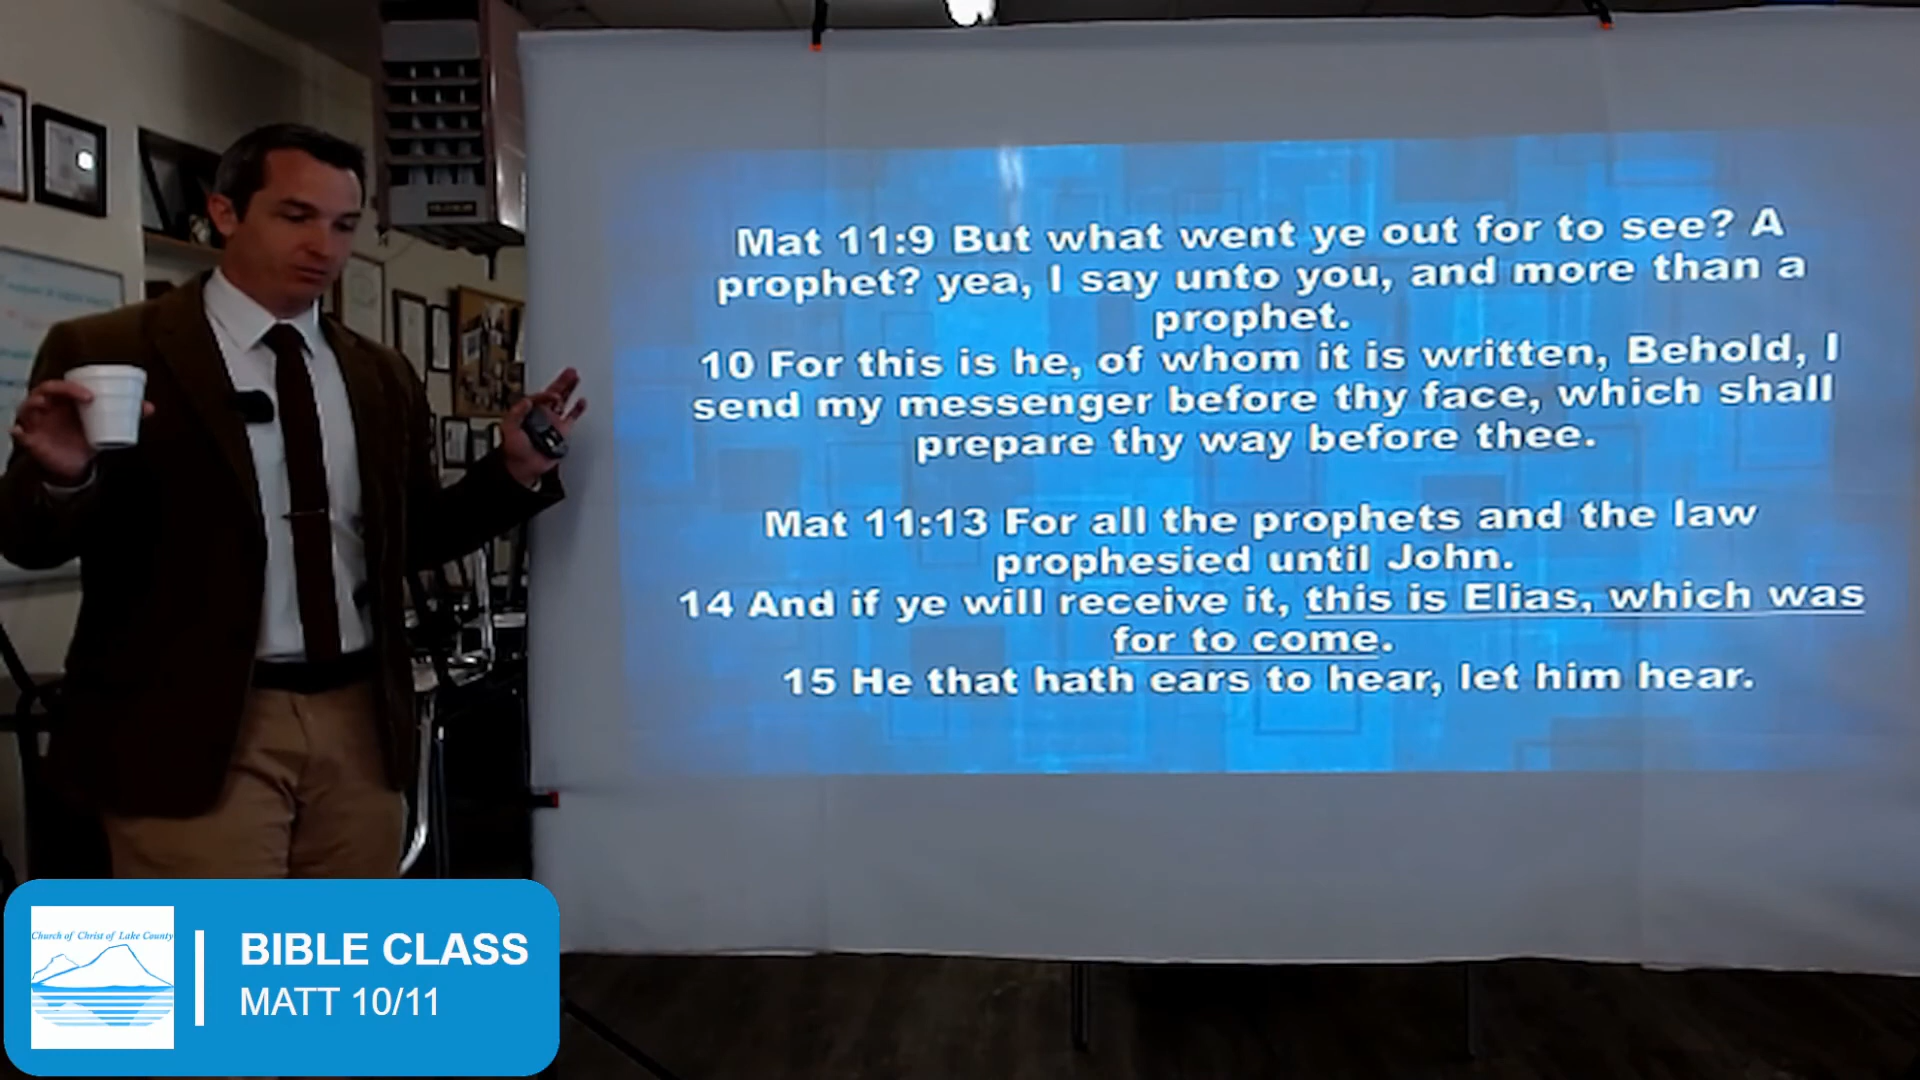 Mat 11:9 But what went ye out for to see? A
prophet? yea, I say unto you, and more than a
prophet.
10 For this is he, of whom it is written, Behold, I
send my messenger before thy face, which shall
prepare thy way before thee.
Mat 11:13 For all the prophets and the law
prophesied until John.
14 And if ye will receive it, this is Elias, which was
for to come.
15 He that hath ears to hear, let him hear.
Church of Christ of Lake County
BIBLE CLASS
MATT 10/11